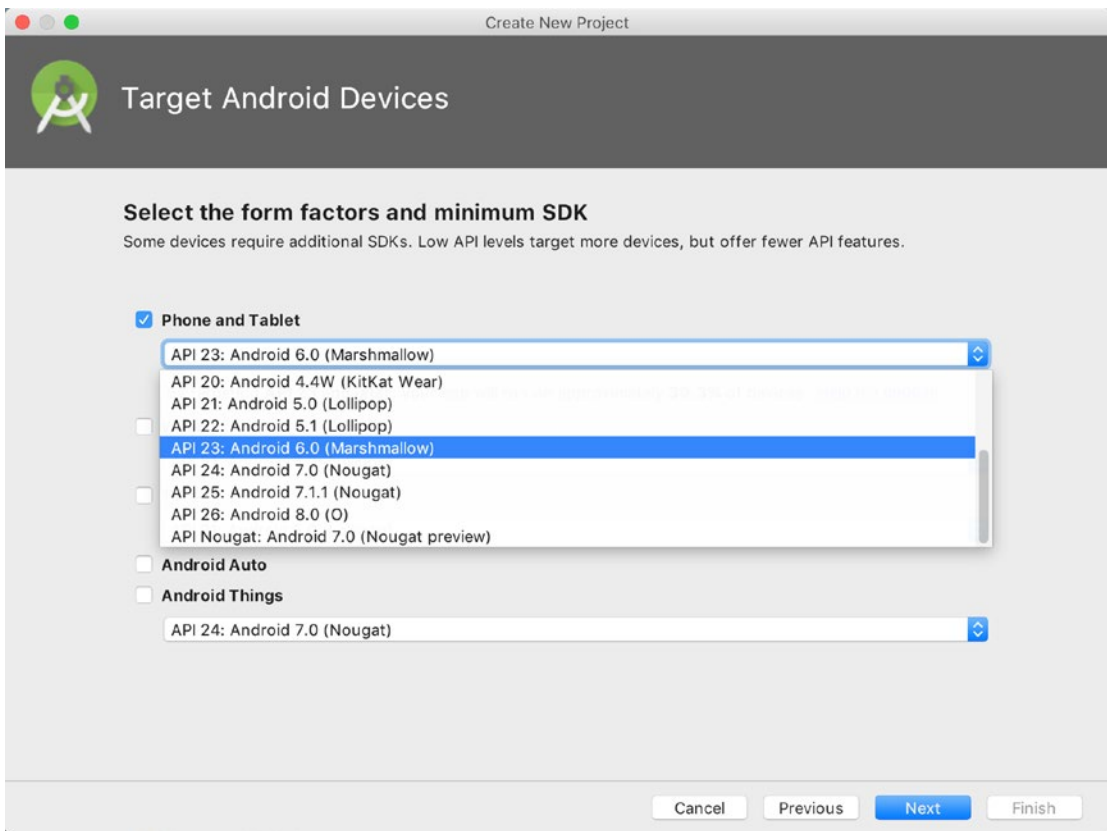 Create New Project
Target Android Devices
Select the form factors and minimum SDK
Some devices require additional SDKs. Low API levels target more devices, but offer fewer API features.
Phone and Tablet
API 23: Android 6.0 (Marshmallow)
API 20: Android 4.4W (KitKat Wear)
API 21: Android 5.0 (Lollipop)
API 22: Android 5.1 (Lollipop)
API 23: Android 6.0 (Marshmallow)
API 24: Android 7.0 (Nougat)
API 25: Android 7.1.1 (Nougat)
API 26: Android 8.0 (O)
API Nougat: Android 7.0 (Nougat preview)
Android Auto
Android Things
API 24: Android 7.0 (Nougat)
Cancel Previous Next Finish